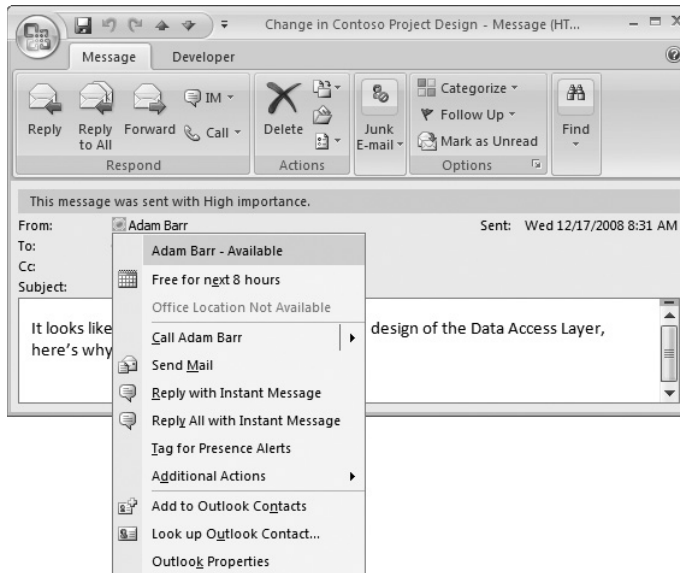 Change in Contoso Project Design - Message (HT...
Message Developer
Reply
Reply to All
Forward
IM
Call
Respond
Delete
Actions
Junk E-mail
Categorize
Follow Up
Mark as Unread
Options
Find
This message was sent with High importance.
From: Adam Barr Sent: Wed 12/17/2008 8:31 AM
To:
Cc:
Subject:
It looks like design of the Data Access Layer,
here's why
Adam Barr - Available
Free for next 8 hours
Office Location Not Available
Call Adam Barr
Send Mail
Reply with Instant Message
Reply All with Instant Message
Tag for Presence Alerts
Additional Actions
Add to Outlook Contacts
Look up Outlook Contact...
Outlook Properties